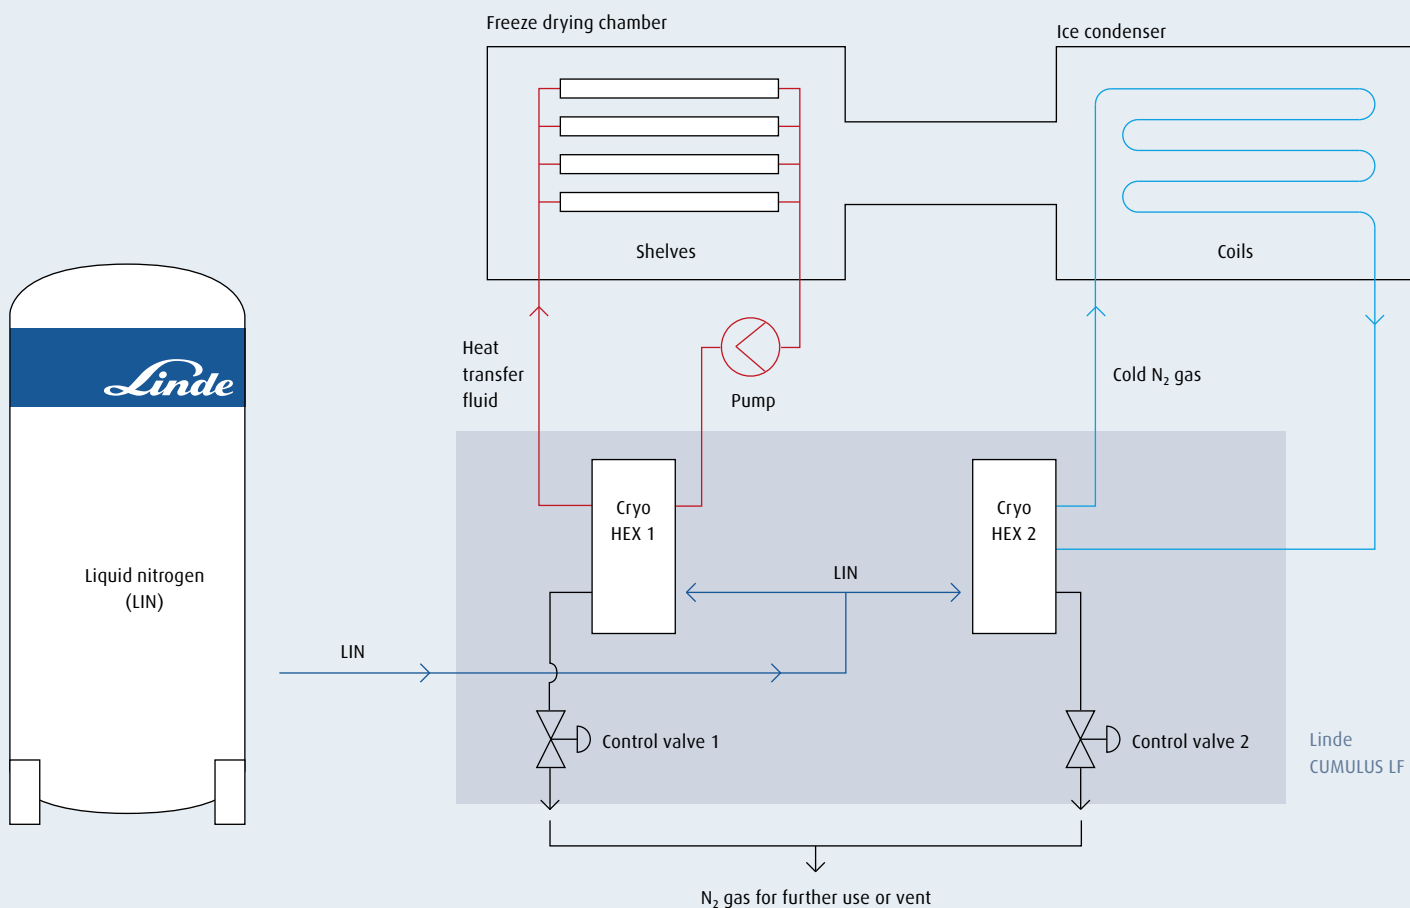 Freeze drying chamber
Ice condenser
Shelves
Coils
Linde
Heat
transfer
fluid
Pump
Cold N₂ gas
Cryo
HEX 1
Cryo
HEX 2
Liquid nitrogen
(LIN)
LIN
LIN
Control valve 1
Control valve 2
Linde
CUMULUS LF
N₂ gas for further use or vent